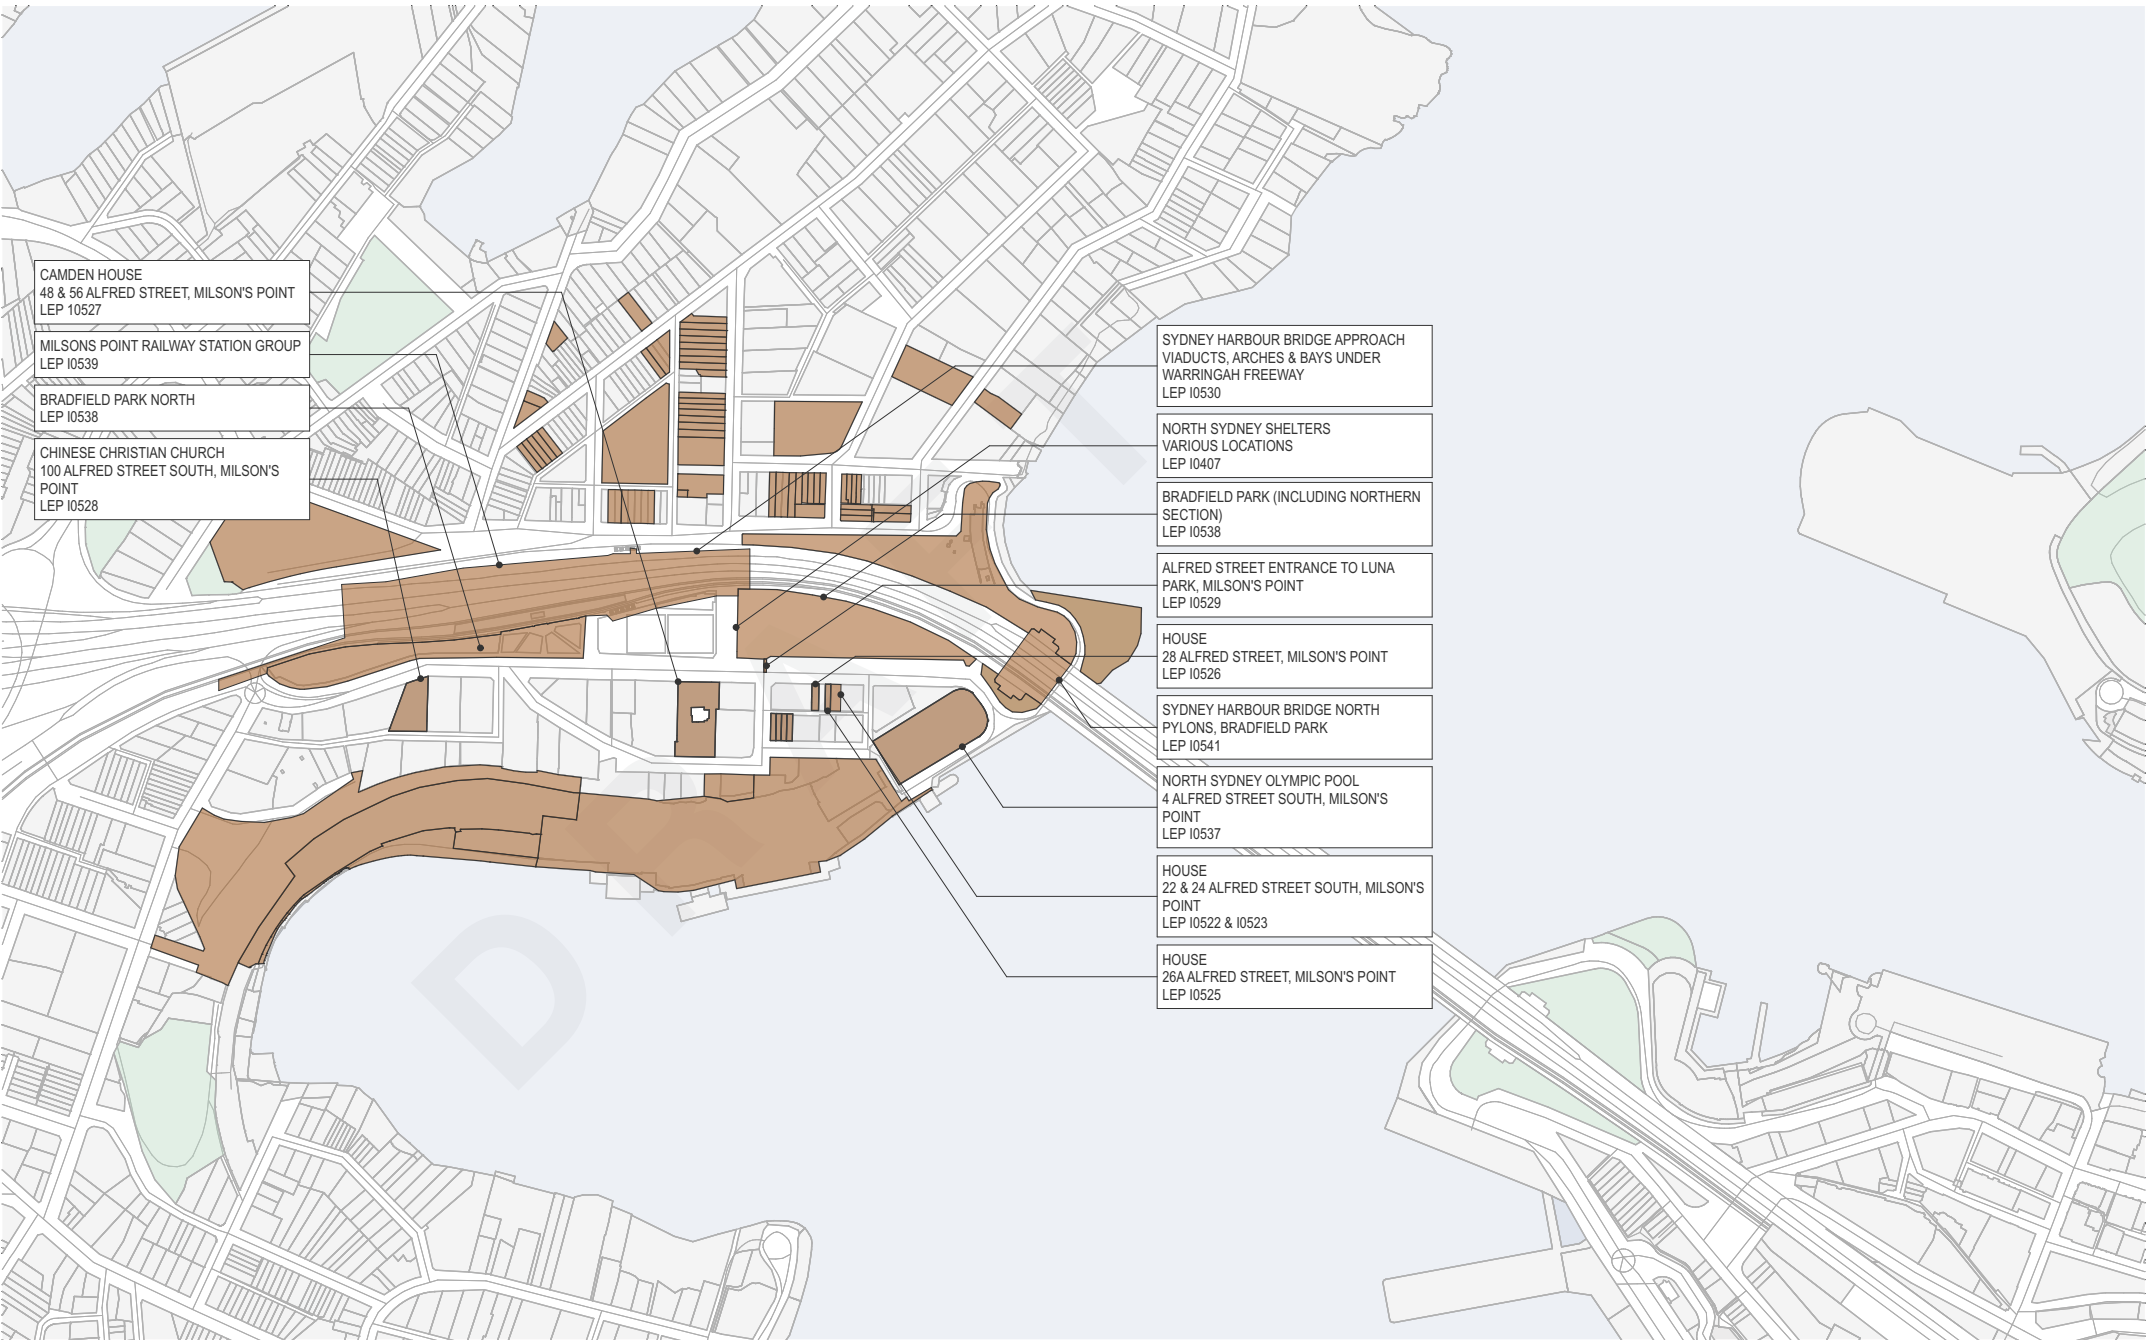 CAMDEN HOUSE
48 & 56 ALFRED STREET, MILSON'S POINT
LEP 10527
MILSONS POINT RAILWAY STATION GROUP
LEP I0539
BRADFIELD PARK NORTH
LEP I0538
CHINESE CHRISTIAN CHURCH
100 ALFRED STREET SOUTH, MILSON'S
POINT
LEP I0528
SYDNEY HARBOUR BRIDGE APPROACH
VIADUCTS, ARCHES & BAYS UNDER
WARRINGAH FREEWAY
LEP I0530
NORTH SYDNEY SHELTERS
VARIOUS LOCATIONS
LEP I0407
BRADFIELD PARK (INCLUDING NORTHERN
SECTION)
LEP I0538
ALFRED STREET ENTRANCE TO LUNA
PARK, MILSON'S POINT
LEP I0529
HOUSE
28 ALFRED STREET, MILSON'S POINT
LEP I0526
SYDNEY HARBOUR BRIDGE NORTH
PYLONS, BRADFIELD PARK
LEP I0541
NORTH SYDNEY OLYMPIC POOL
4 ALFRED STREET SOUTH, MILSON'S
POINT
LEP I0537
HOUSE
22 & 24 ALFRED STREET SOUTH, MILSON'S
POINT
LEP I0522 & I0523
HOUSE
26A ALFRED STREET, MILSON'S POINT
LEP I0525
DRAFT